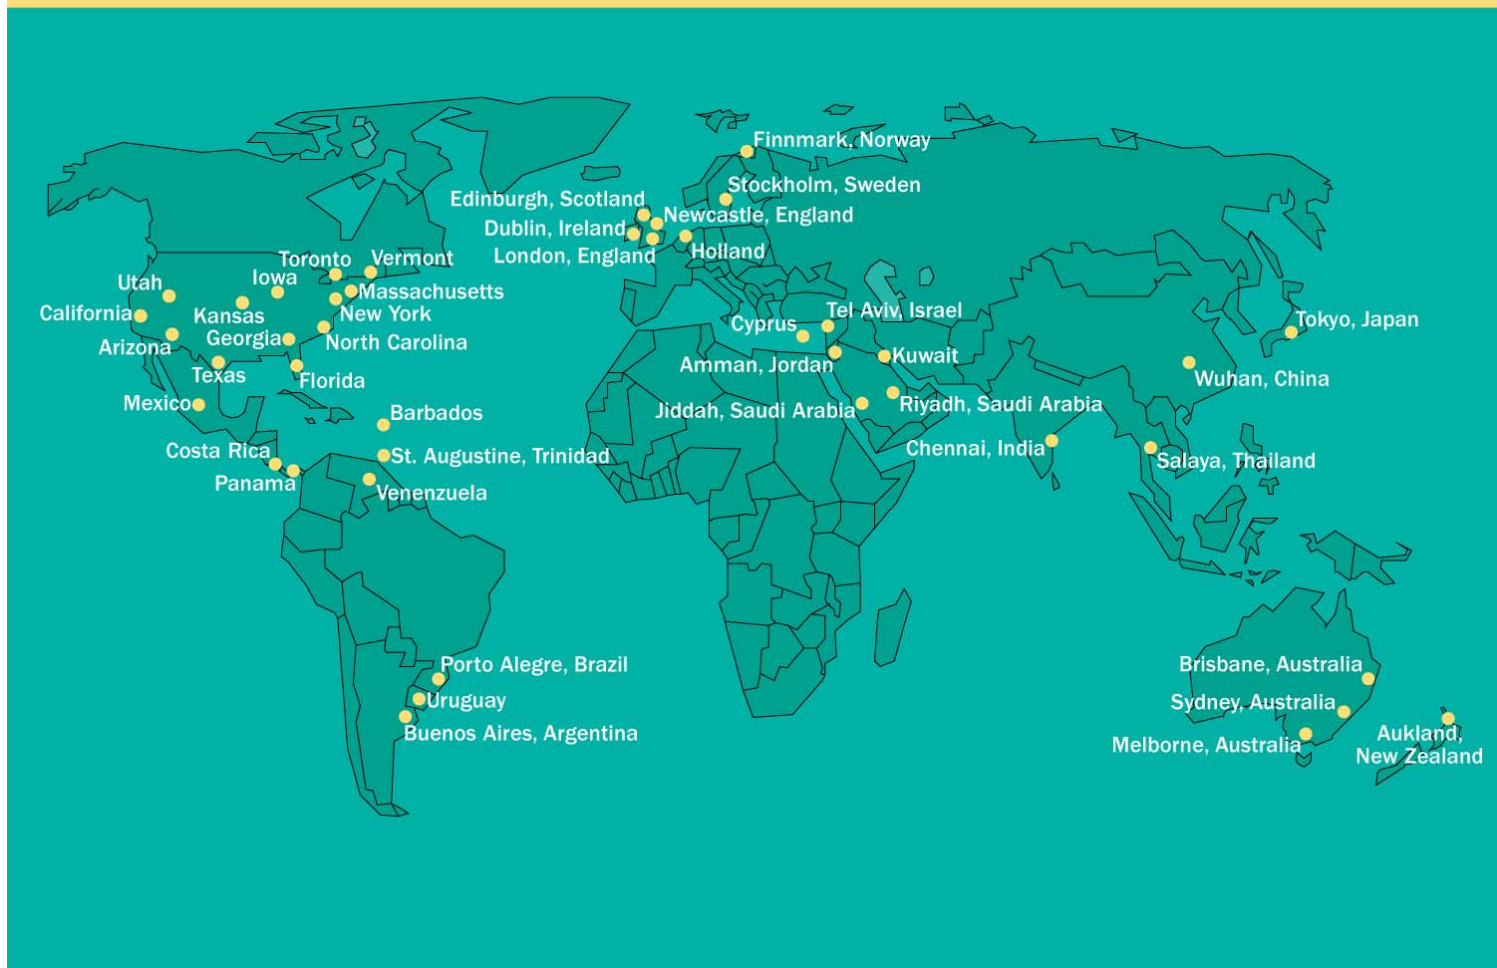 Finnmark, Norway
Stockholm, Sweden
Edinburgh, Scotland
Newcastle, England
Dublin, Ireland
London, England
Holland
Toronto
Vermont
Iowa
Utah
Massachusetts
California
Kansas
New York
Georgia
North Carolina
Arizona
Texas
Florida
Mexico
Barbados
Costa Rica
St. Augustine, Trinidad
Panama
Venenzuela
Tel Aviv, Israel
Cyprus
Tokyo, Japan
Amman, Jordan
Kuwait
Wuhan, China
Jiddah, Saudi Arabia
Riyadh, Saudi Arabia
Chennai, India
Salaya, Thailand
Porto Alegre, Brazil
Uruguay
Buenos Aires, Argentina
Brisbane, Australia
Sydney, Australia
Melborne, Australia
Aukland,
New Zealand